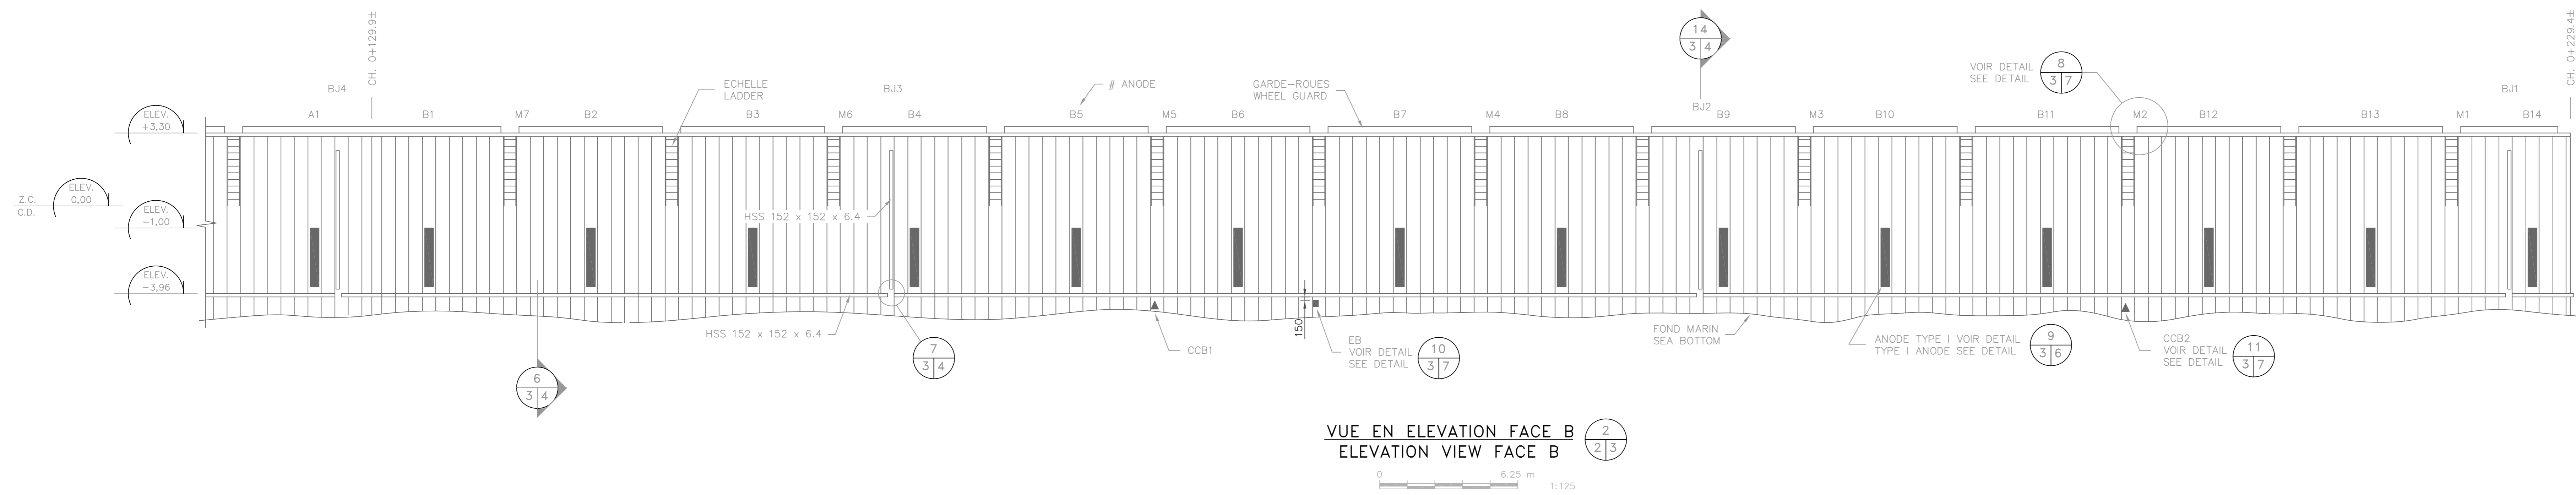 CH. 0+129.9±
CH. 0+229.4±
14
3 4
VOIR DETAIL
SEE DETAIL
8
3 7
BJ4
ECHELLE
LADDER
BJ3
# ANODE
GARDE-ROUES
WHEEL GUARD
BJ2
BJ1
A1
B1
M7
B2
B3
M6
B4
B5
M5
B6
B7
M4
B8
B9
M3
B10
B11
M2
B12
B13
M1
B14
ELEV.
+3,30
Z.C.
C.D.
ELEV.
0,00
ELEV.
-1,00
ELEV.
-3,96
HSS 152 x 152 x 6.4
HSS 152 x 152 x 6.4
150
CCB1
EB
VOIR DETAIL
SEE DETAIL
10
3 7
FOND MARIN
SEA BOTTOM
ANODE TYPE I VOIR DETAIL
TYPE I ANODE SEE DETAIL
9
3 6
CCB2
VOIR DETAIL
SEE DETAIL
11
3 7
7
3 4
6
3 4
VUE EN ELEVATION FACE B
ELEVATION VIEW FACE B
2
2 3
0 6.25 m
1:125